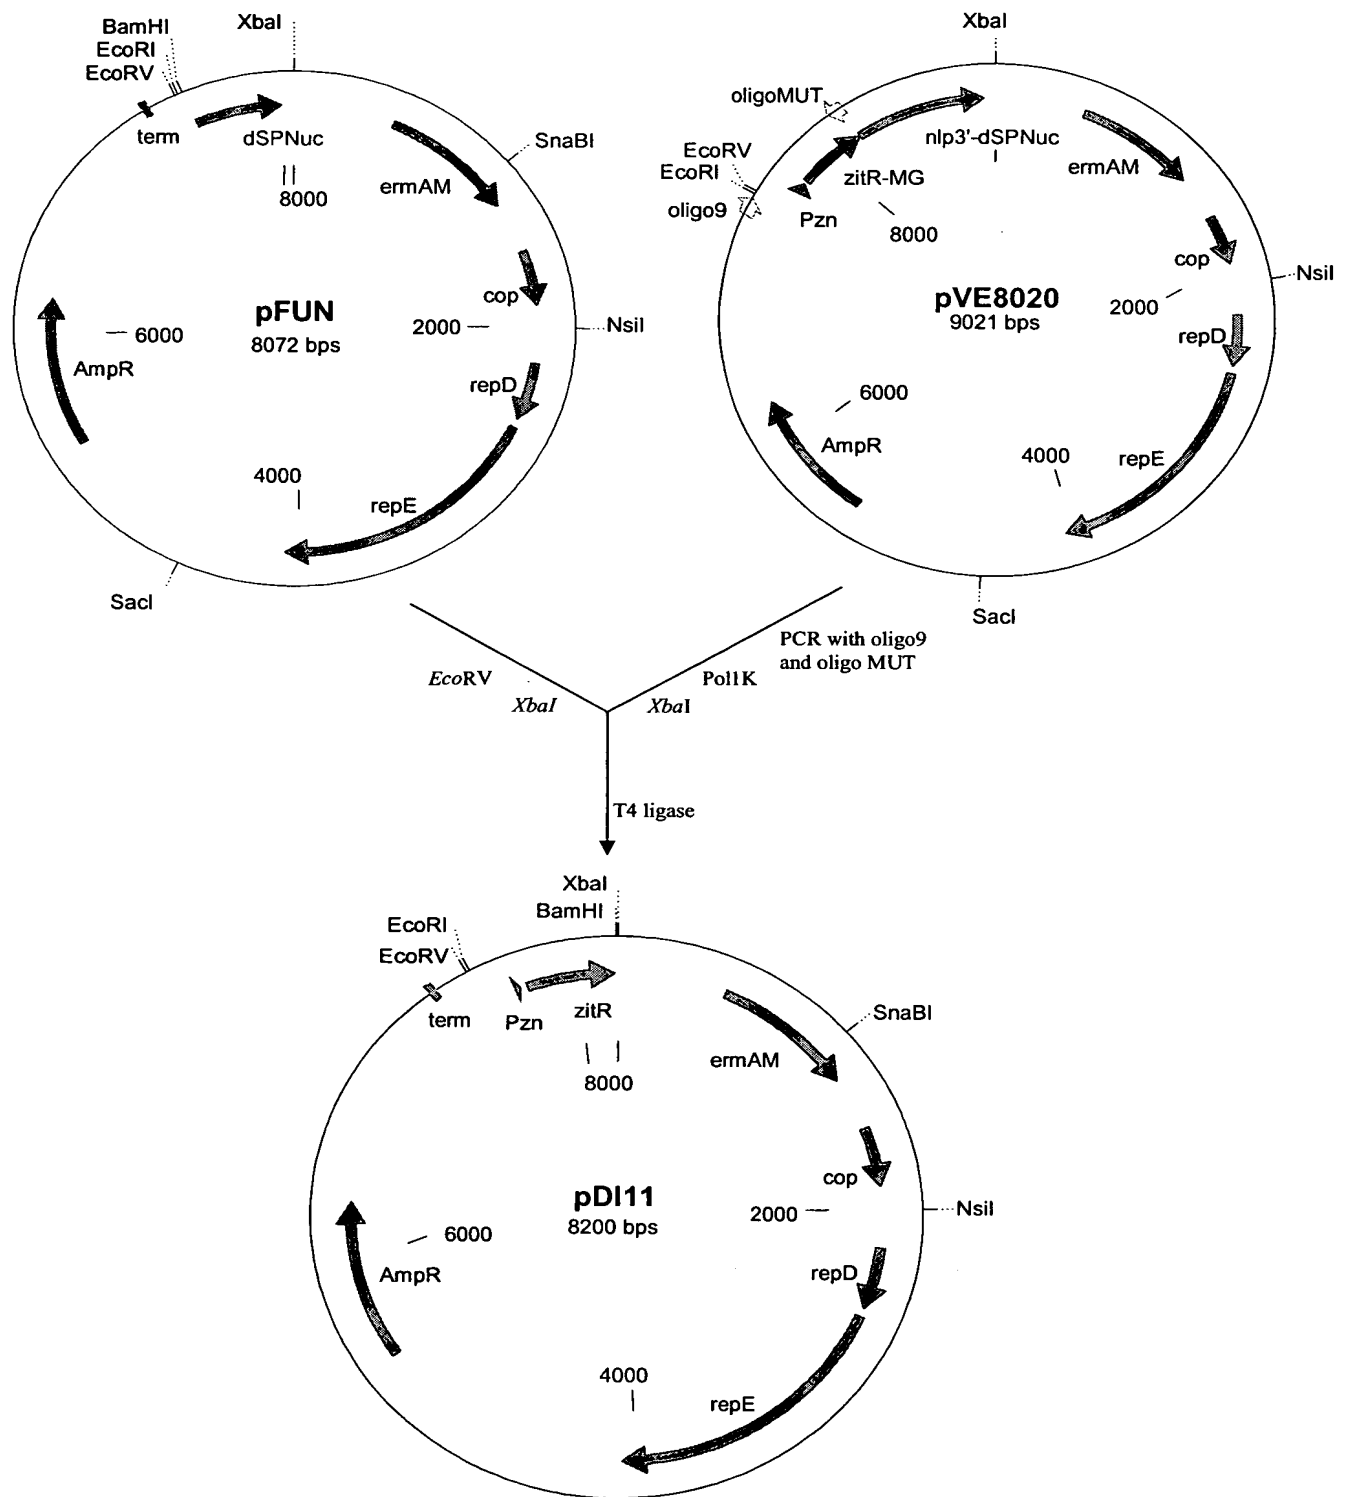 XbaI
BamHI
EcoRI
EcoRV
term
dSPNuc
8000
ermAM
SnaBI
cop
NsiI
2000
pFUN
8072 bps
6000
AmpR
repD
4000
repE
SacI
XbaI
oligoMUT
EcoRV
EcoRI
oligo9
nlp3'-dSPNuc
zitR-MG
Pzn
8000
ermAM
cop
NsiI
pVE8020
9021 bps
2000
repD
6000
AmpR
4000
repE
SacI
PCR with oligo9
and oligo MUT
EcoRV
Pol1K
XbaI
XbaI
T4 ligase
XbaI
BamHI
EcoRI
EcoRV
term
Pzn
zitR
8000
ermAM
SnaBI
cop
NsiI
2000
pDI11
8200 bps
6000
AmpR
repD
4000
repE